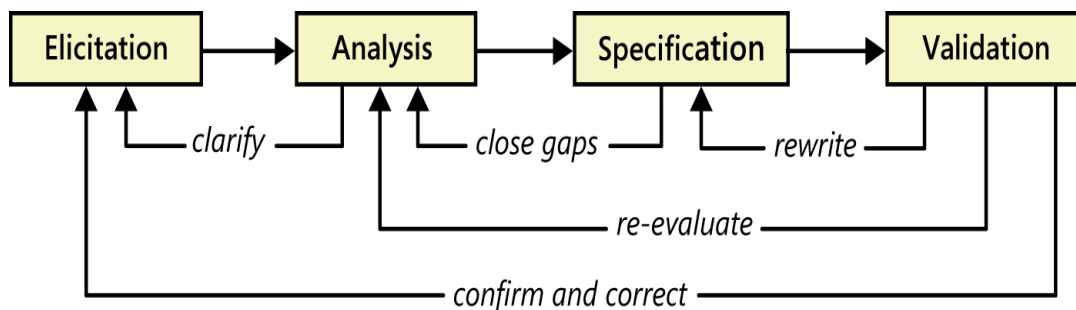 Elicitation
Analysis
Specification
Validation
clarify
close gaps
rewrite
re-evaluate
confirm and correct